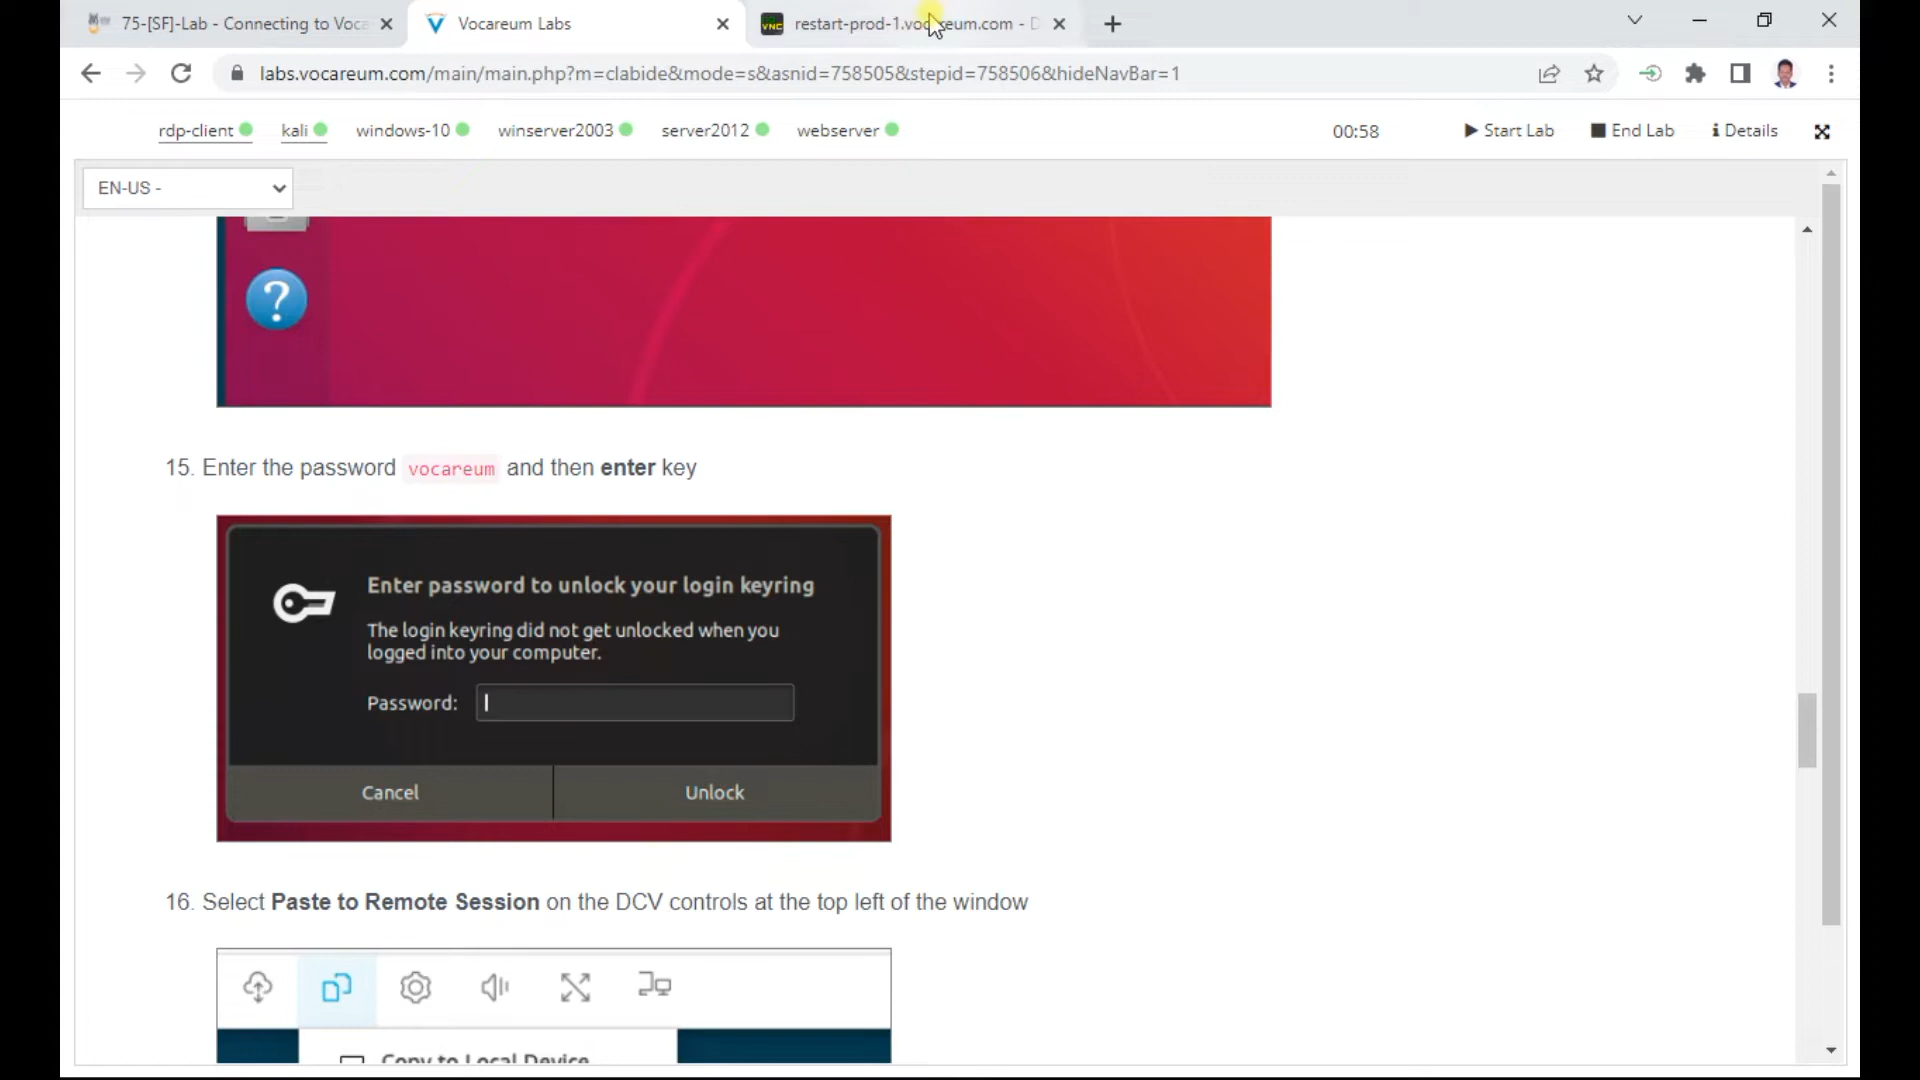 75-[SF]-Lab - Connecting to Voca
Vocareum Labs
VNC
restart-prod-1.vocareum.com - D
labs.vocareum.com/main/main.php?m=clabide&mode=s&asnid=758505&stepid=758506&hideNavBar=1
rdp-client
kali
windows-10
winserver2003
server2012
webserver
00:58
Start Lab
End Lab
i Details
EN-US -
?
15. Enter the password vocareum and then enter key
Enter password to unlock your login keyring
The login keyring did not get unlocked when you
logged into your computer.
Password:
Cancel
Unlock
16. Select Paste to Remote Session on the DCV controls at the top left of the window
Copy to Local Device